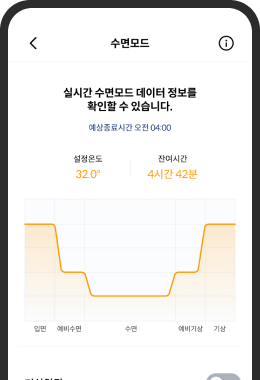 수면모드
실시간 수면모드 데이터 정보를
확인할 수 있습니다.
예상종료시간 오전 04:00
설정온도
잔여시간
32.0°
4시간 42분
입면 예비수면 수면 예비기상 기상